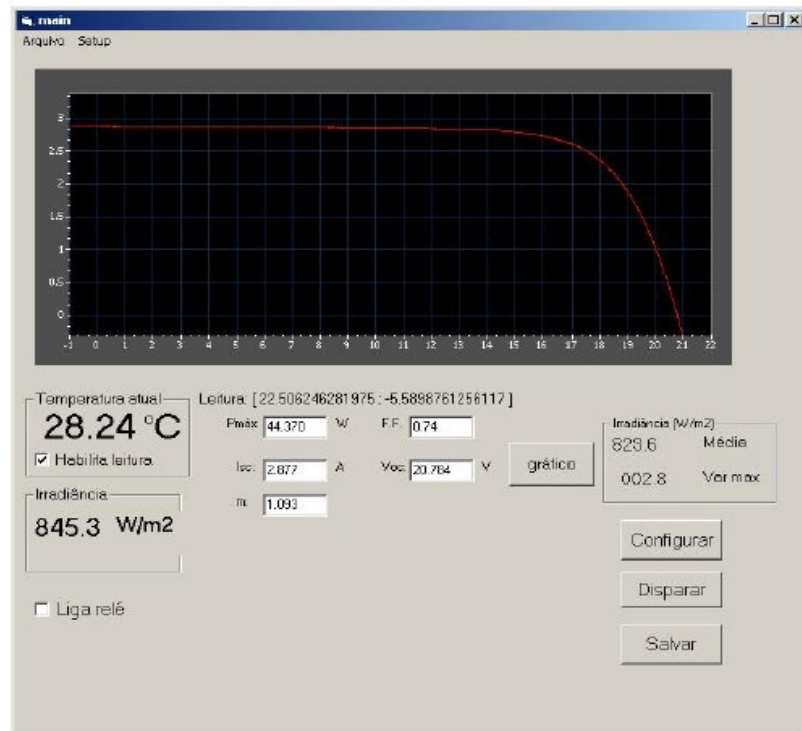 main
Arquivo Setup
3
2.5
2
1.5
1
0.5
0
-1 0 1 2 3 4 5 6 7 8 9 10 11 12 13 14 15 16 17 18 19 20 21 22
Temperatura atual
28.24 °C
Habilita leitura
Leitura: [ 22.506246281975 : -5.5898761256117 ]
Pmáx 44.370 W F.F. 0.74
Isc: 2.877 A Voc: 20.784 V
m: 1.093
gráfico
Irradiância (W/m2)
823.6 Média
002.8 Var max
Irradiância
845.3 W/m2
Liga relé
Configurar
Disparar
Salvar